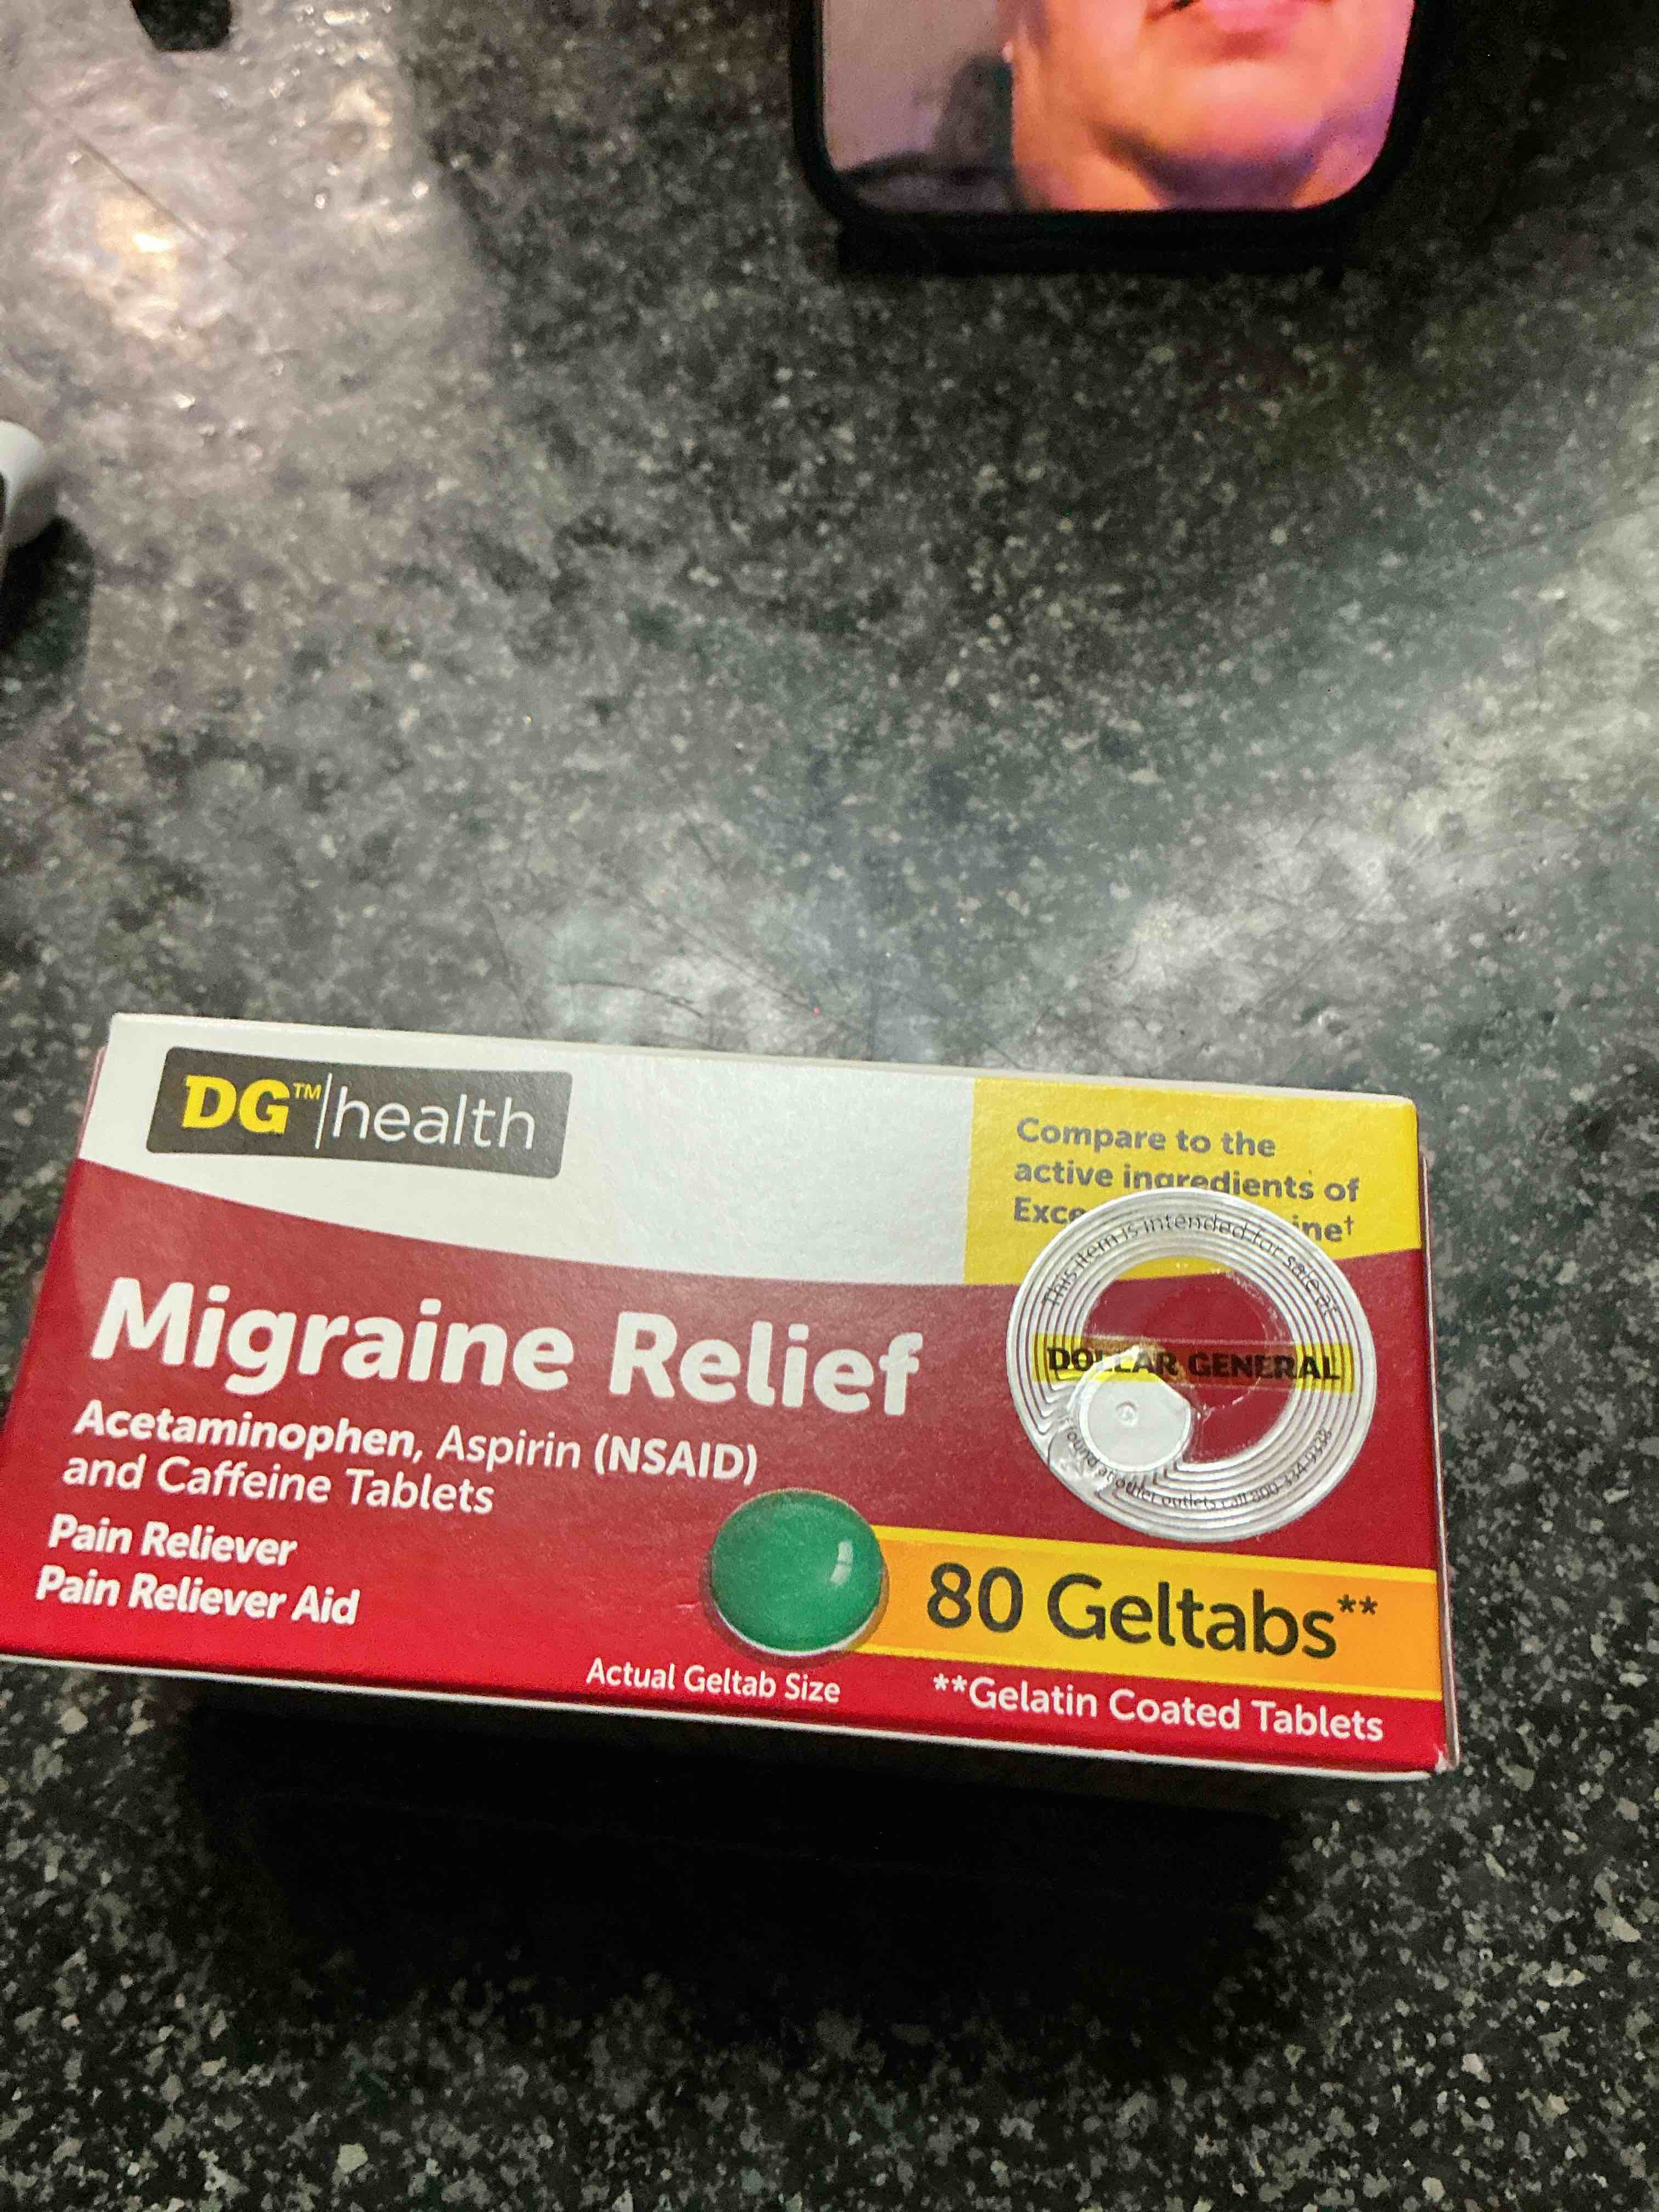 DG™|health
Compare to the
active ingredients of
Migraine Relief
Acetaminophen, Aspirin (NSAID)
and Caffeine Tablets
Pain Reliever
Pain Reliever Aid
This item is intended for sale at
DOLLAR GENERAL
80 Geltabs**
Actual Geltab Size
**Gelatin Coated Tablets